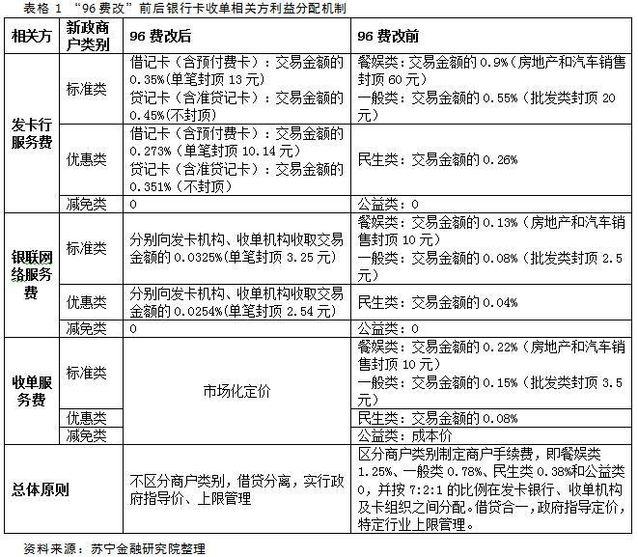 表格 1 “96 费改”前后银行卡收单相关方利益分配机制
相关方
新政商
户类别
96 费改后
96 费改前
发卡行
服务费
标准类
借记卡（含预付费卡）：交易金额的
0.35%(单笔封顶 13 元)
贷记卡（含准贷记卡）：交易金额的
0.45%(不封顶)
餐娱类：交易金额的 0.9%（房地产和汽车销售
封顶 60 元）
一般类：交易金额的 0.55%（批发类封顶 20
元）
优惠类
借记卡（含预付费卡）：交易金额的
0.273%（单笔封顶 10.14 元）
贷记卡（含准贷记卡）：交易金额的
0.351%（不封顶）
民生类：交易金额的 0.26%
减免类
0
公益类：0
银联网
络服务
费
标准类
分别向发卡机构、收单机构收取交易
金额的 0.0325%(单笔封顶 3.25 元)
餐娱类：交易金额的 0.13%（房地产和汽车销
售封顶 10 元）
一般类：交易金额的 0.08%（批发类封顶 2.5
元）
优惠类
分别向发卡机构、收单机构收取交易
金额的 0.0254%(单笔封顶 2.54 元)
民生类：交易金额的 0.04%
减免类
0
公益类：0
收单服
务费
标准类
市场化定价
餐娱类：交易金额的 0.22%（房地产和汽车销
售封顶 10 元）
一般类：交易金额的 0.15%（批发类封顶 3.5
元）
优惠类
民生类：交易金额的 0.08%
减免类
公益类：成本价
总体原则
不区分商户类别，借贷分离，实行政
府指导价、上限管理
区分商户类别制定商户手续费，即餐娱类
1.25%、一般类 0.78%、民生类 0.38%和公益类
0，并按 7:2:1 的比例在发卡银行、收单机构
及卡组织之间分配。借贷合一，政府指导定价，
特定行业上限管理。
资料来源：苏宁金融研究院整理